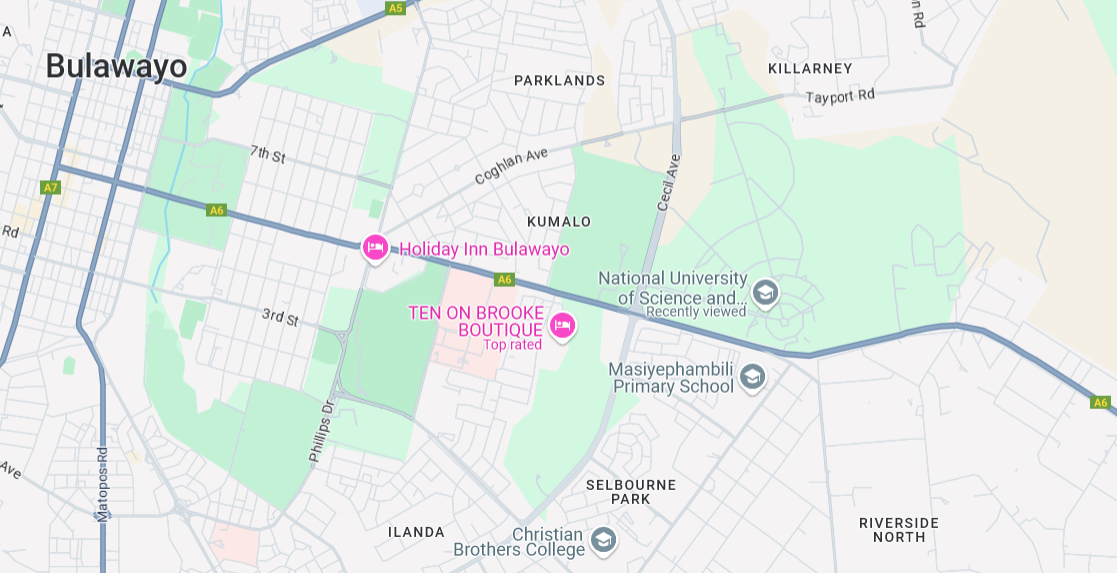 A5
n Rd
A
Bulawayo
PARKLANDS
KILLARNEY
Tayport Rd
7th St
Coghlan Ave
Cecil Ave
A7
A6
KUMALO
Rd
Holiday Inn Bulawayo
A6
National University
of Science and...
Recently viewed
TEN ON BROOKE
BOUTIQUE
Top rated
3rd St
Masiyephambili
Primary School
A6
Phillips Dr
Matopos Rd
Ave
SELBOURNE
PARK
ILANDA
Christian
Brothers College
RIVERSIDE
NORTH